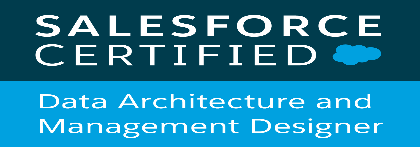 SALESFORCE
CERTIFIED
Data Architecture and
Management Designer